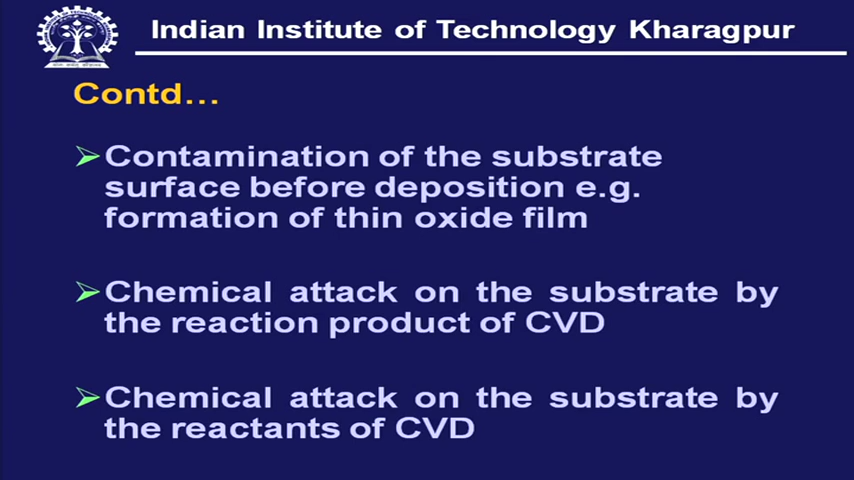 Indian Institute of Technology Kharagpur
Contd...
Contamination of the substrate
surface before deposition e.g.
formation of thin oxide film
Chemical attack on the substrate by
the reaction product of CVD
Chemical attack on the substrate by
the reactants of CVD